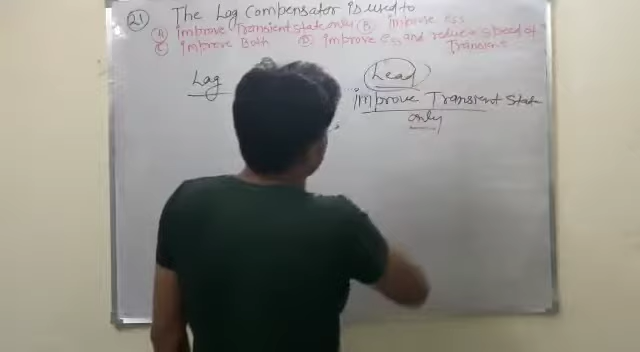 21 The Lag Compensator is used to
A Improve Transient state only B Improve ess
C Improve Both D Improve ess and reduce speed of Transient
Lag Lead
improve Transient State
only